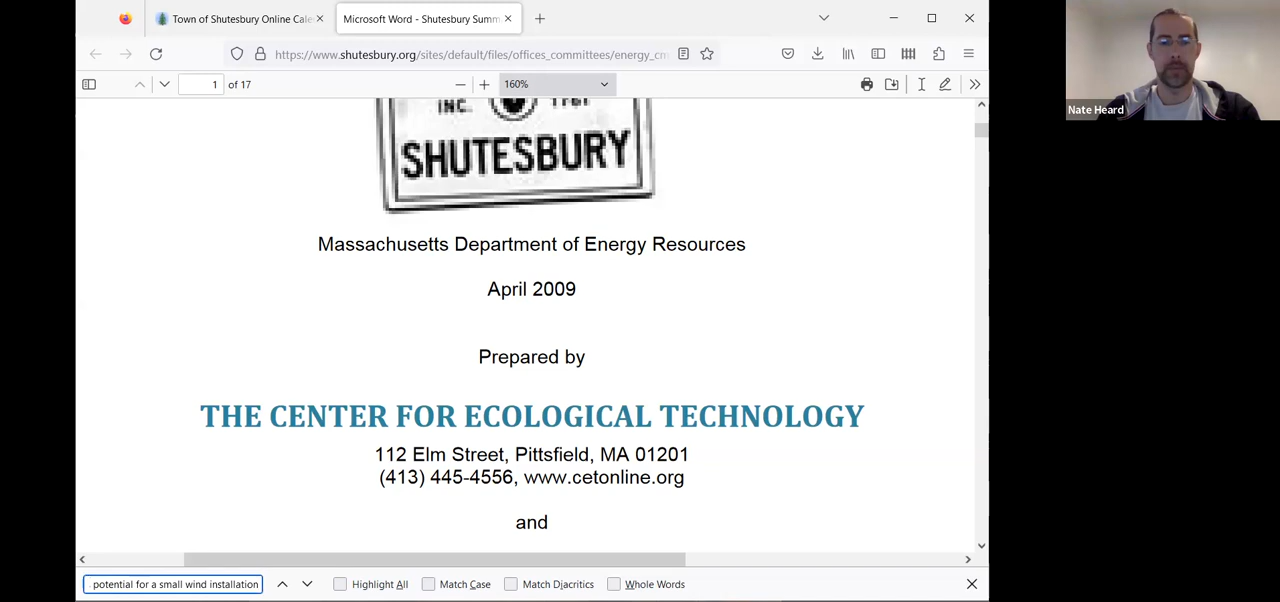 Town of Shutesbury Online Cale
Microsoft Word - Shutesbury Summ
https://www.shutesbury.org/sites/default/files/offices_committees/energy_cm
1 of 17
160%
Nate Heard
INC.
SHUTESBURY
Massachusetts Department of Energy Resources
April 2009
Prepared by
THE CENTER FOR ECOLOGICAL TECHNOLOGY
112 Elm Street, Pittsfield, MA 01201
(413) 445-4556, www.cetonline.org
and
potential for a small wind installation
Highlight All
Match Case
Match Diacritics
Whole Words